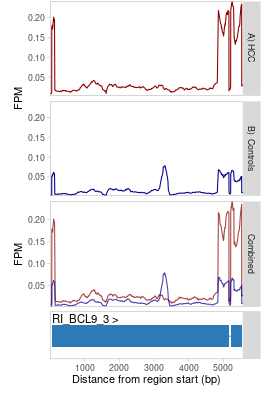 0.20
0.15
0.10
0.05
FPM
A) HCC
0.20
0.15
0.10
0.05
B) Controls
0.20
0.15
0.10
0.05
FPM
Combined
RI_BCL9_3 >
1000 2000 3000 4000 5000
Distance from region start (bp)